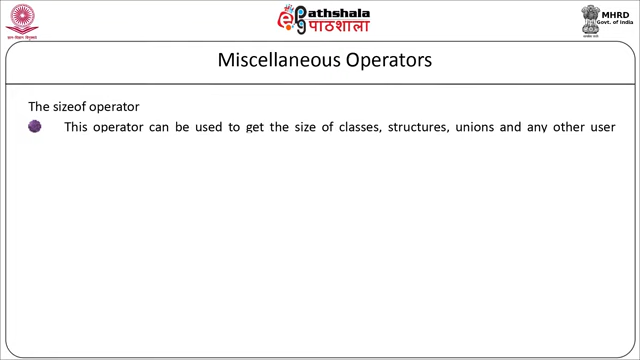 Pathshala
पाठशाला
MHRD
Govt. of India
Miscellaneous Operators
The sizeof operator
This operator can be used to get the size of classes, structures, unions and any other user